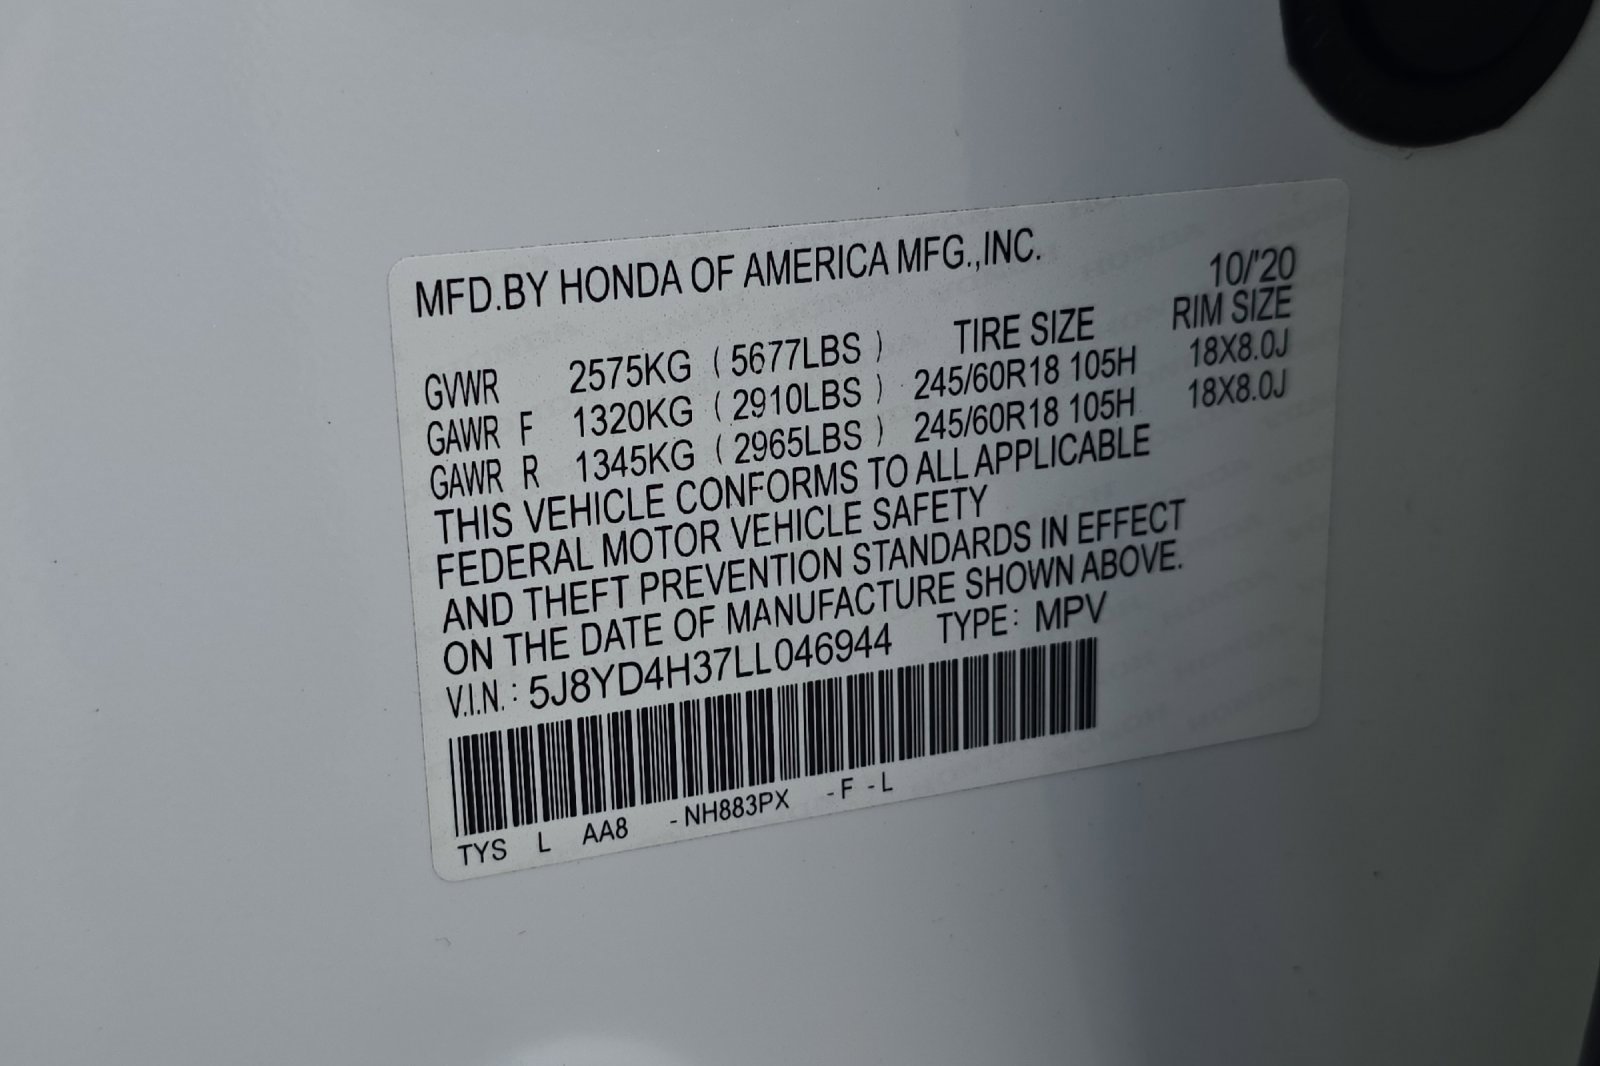 MFD.BY HONDA OF AMERICA MFG.,INC. 10/'20
TIRE SIZE RIM SIZE
GVWR 2575KG ( 5677LBS )
GAWR F 1320KG ( 2910LBS ) 245/60R18 105H 18X8.0J
GAWR R 1345KG ( 2965LBS ) 245/60R18 105H 18X8.0J
THIS VEHICLE CONFORMS TO ALL APPLICABLE
FEDERAL MOTOR VEHICLE SAFETY
AND THEFT PREVENTION STANDARDS IN EFFECT
ON THE DATE OF MANUFACTURE SHOWN ABOVE.
V.I.N.: 5J8YD4H37LL046944 TYPE: MPV
TYS L AA8 -NH883PX -F -L